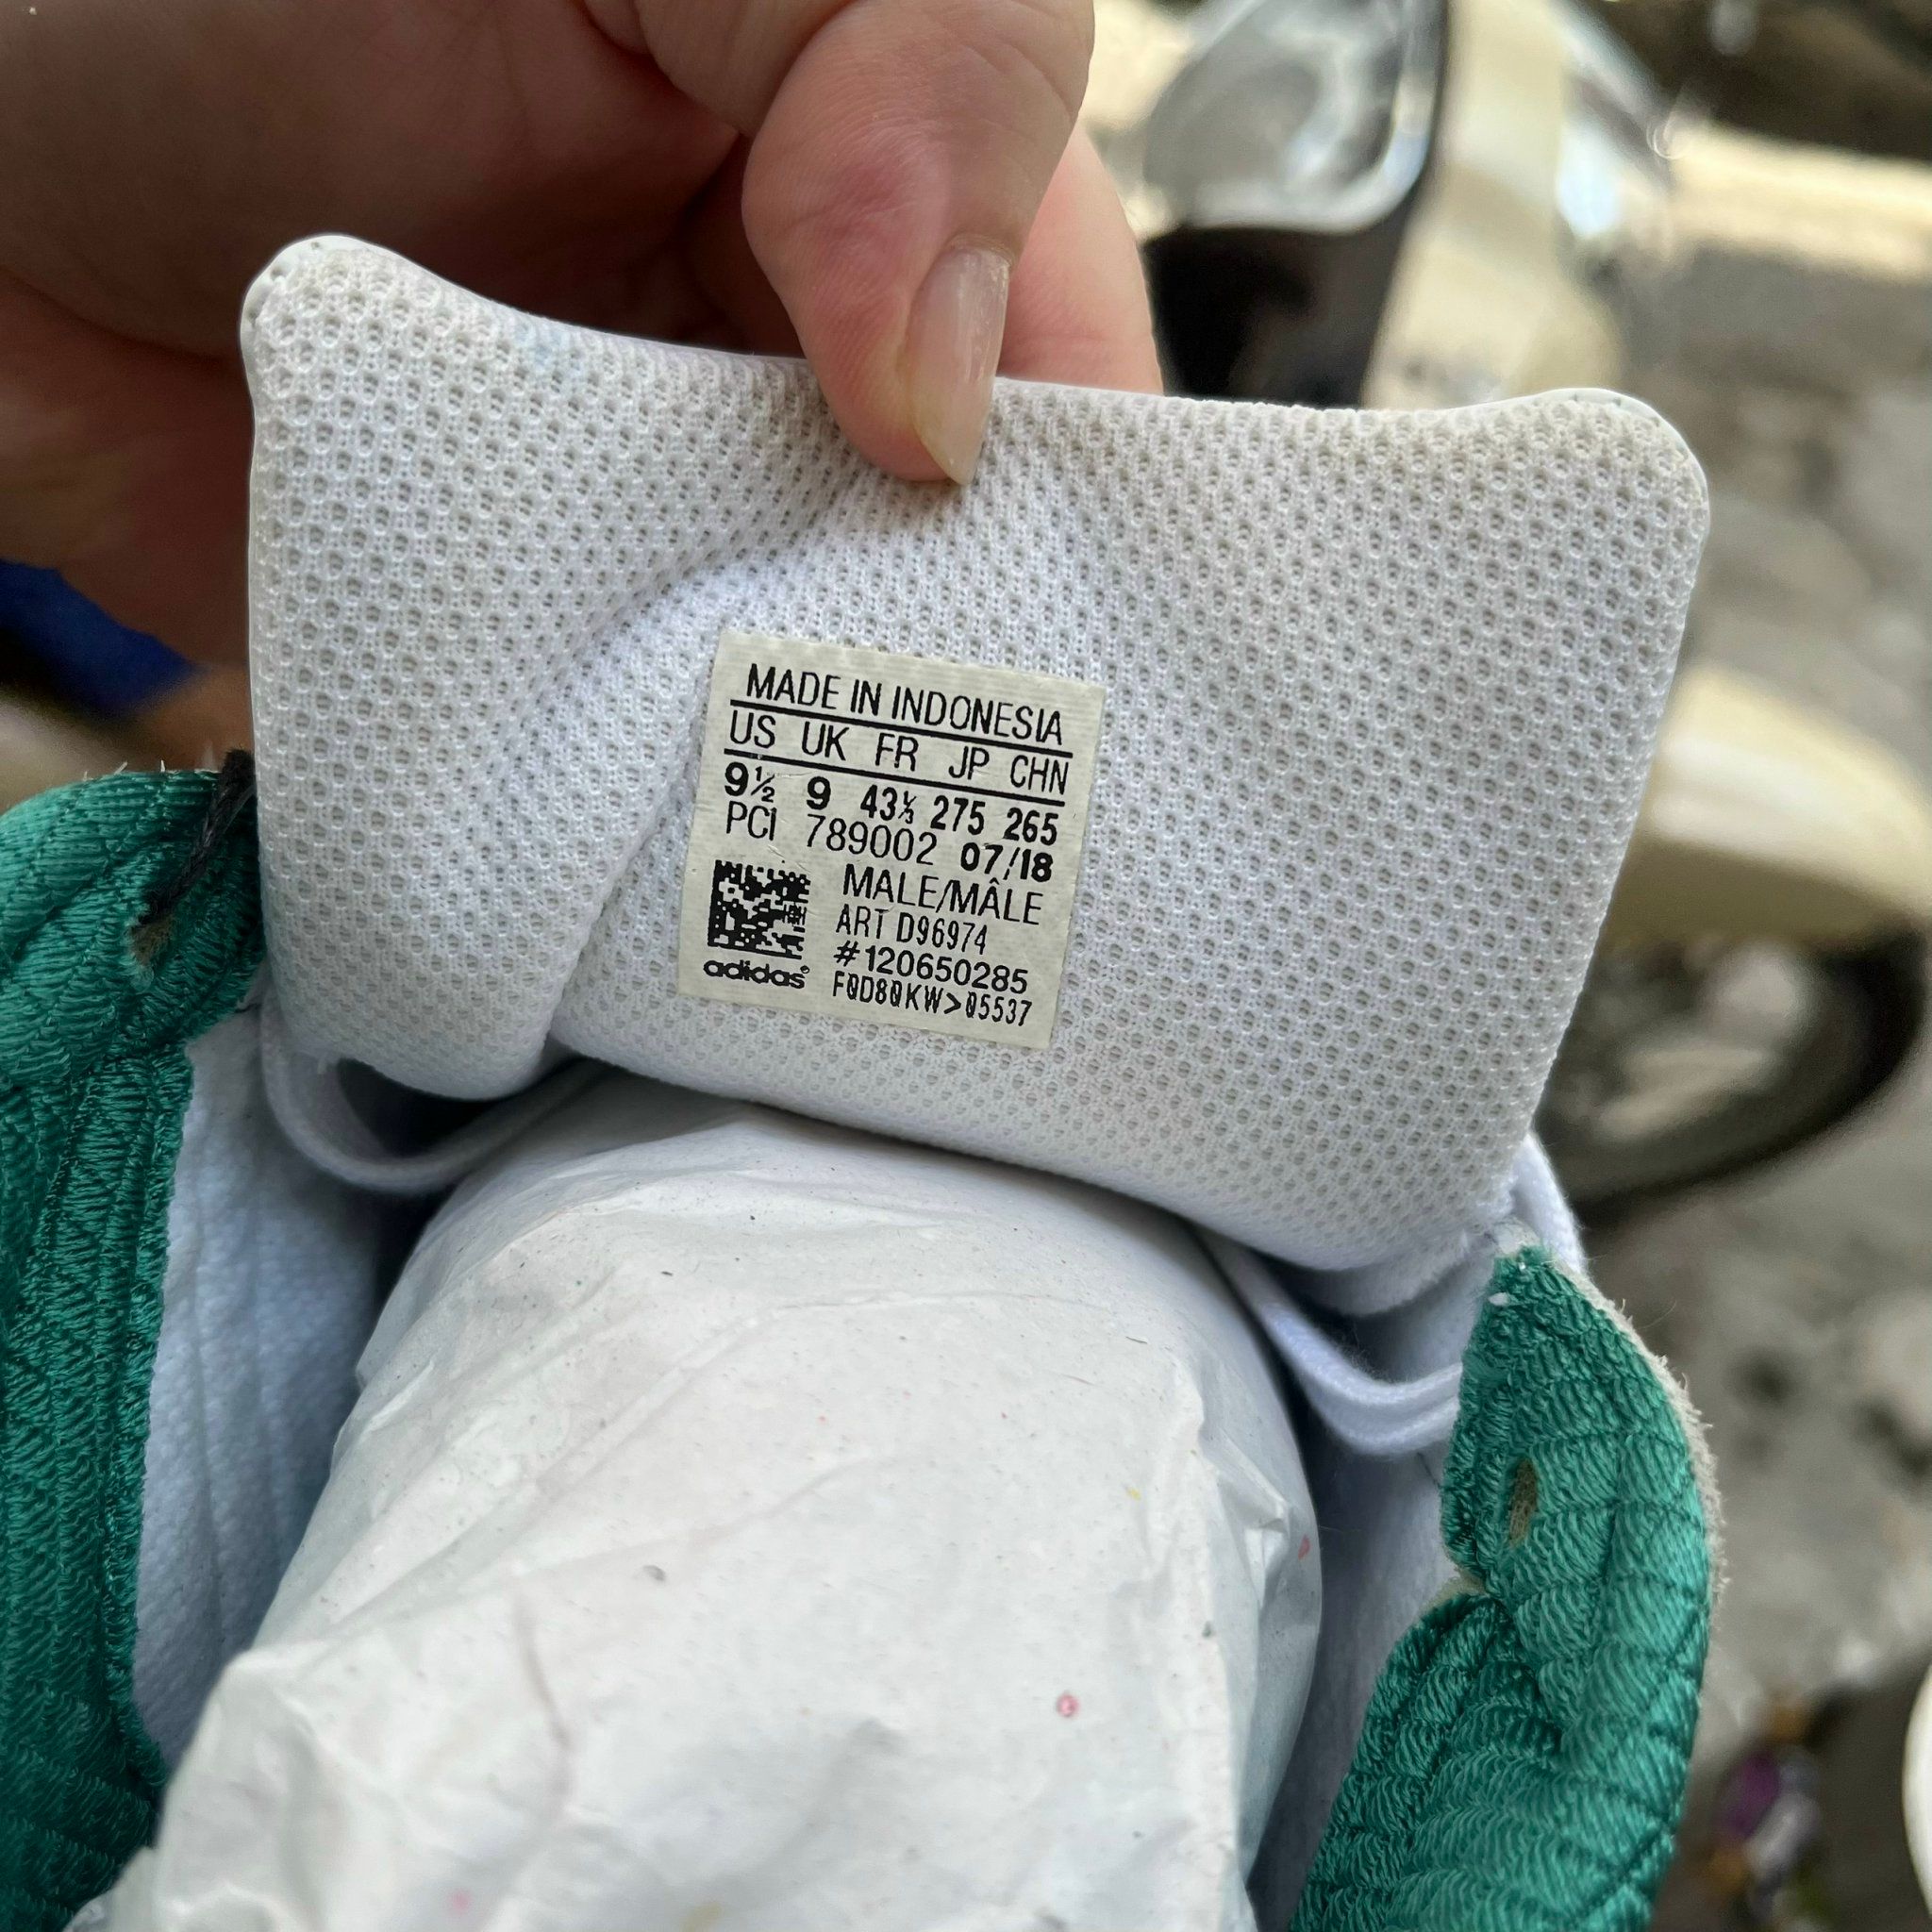 MADE IN INDONESIA
US UK FR JP CHN
9½ 9 43⅓ 275 265
PCI 789002 07/18
MALE/MÂLE
ART D96974
#120650285
F0D80KW>05537
adidas®